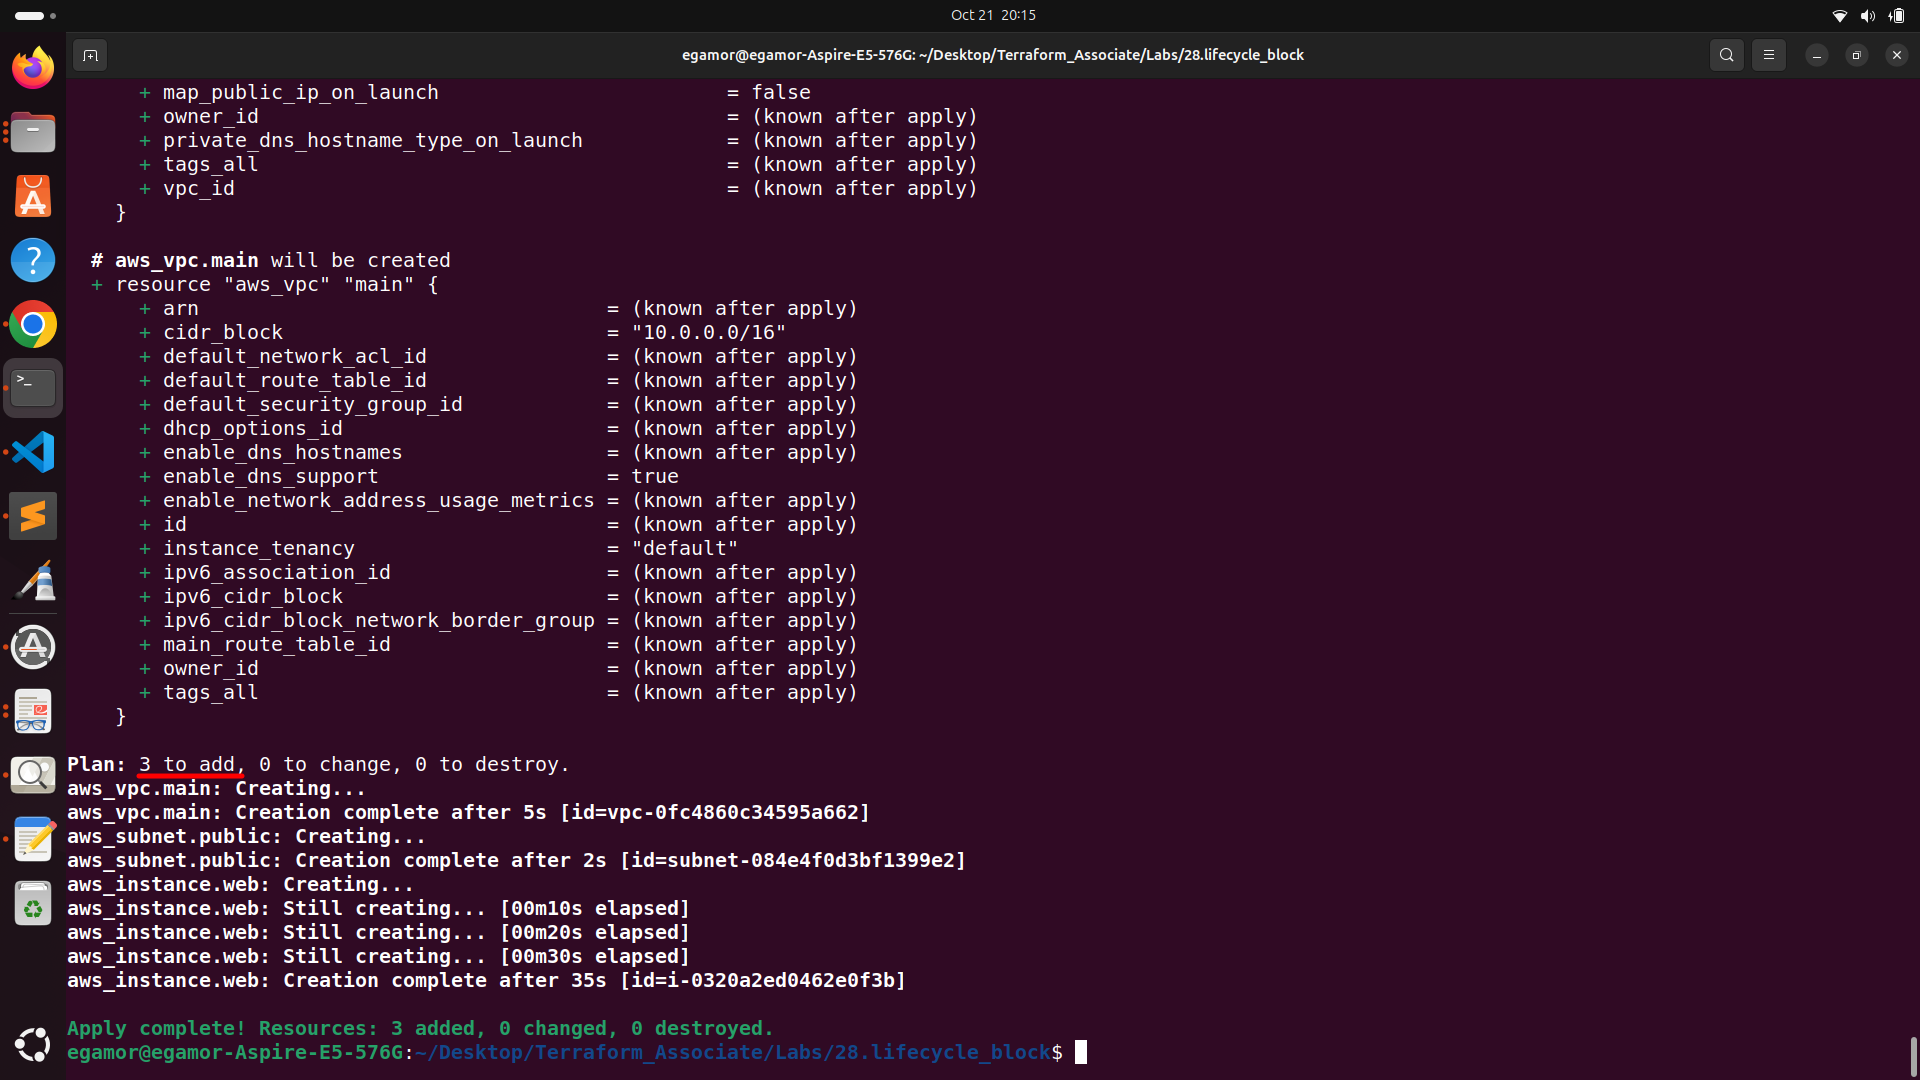 Oct 21 20:15
egamor@egamor-Aspire-E5-576G: ~/Desktop/Terraform_Associate/Labs/28.lifecycle_block
+ map_public_ip_on_launch = false
+ owner_id = (known after apply)
+ private_dns_hostname_type_on_launch = (known after apply)
+ tags_all = (known after apply)
+ vpc_id = (known after apply)
}
# aws_vpc.main will be created
+ resource "aws_vpc" "main" {
+ arn = (known after apply)
+ cidr_block = "10.0.0.0/16"
+ default_network_acl_id = (known after apply)
+ default_route_table_id = (known after apply)
+ default_security_group_id = (known after apply)
+ dhcp_options_id = (known after apply)
+ enable_dns_hostnames = (known after apply)
+ enable_dns_support = true
+ enable_network_address_usage_metrics = (known after apply)
+ id = (known after apply)
+ instance_tenancy = "default"
+ ipv6_association_id = (known after apply)
+ ipv6_cidr_block = (known after apply)
+ ipv6_cidr_block_network_border_group = (known after apply)
+ main_route_table_id = (known after apply)
+ owner_id = (known after apply)
+ tags_all = (known after apply)
}
Plan: 3 to add, 0 to change, 0 to destroy.
aws_vpc.main: Creating...
aws_vpc.main: Creation complete after 5s [id=vpc-0fc4860c34595a662]
aws_subnet.public: Creating...
aws_subnet.public: Creation complete after 2s [id=subnet-084e4f0d3bf1399e2]
aws_instance.web: Creating...
aws_instance.web: Still creating... [00m10s elapsed]
aws_instance.web: Still creating... [00m20s elapsed]
aws_instance.web: Still creating... [00m30s elapsed]
aws_instance.web: Creation complete after 35s [id=i-0320a2ed0462e0f3b]
Apply complete! Resources: 3 added, 0 changed, 0 destroyed.
egamor@egamor-Aspire-E5-576G:~/Desktop/Terraform_Associate/Labs/28.lifecycle_block$